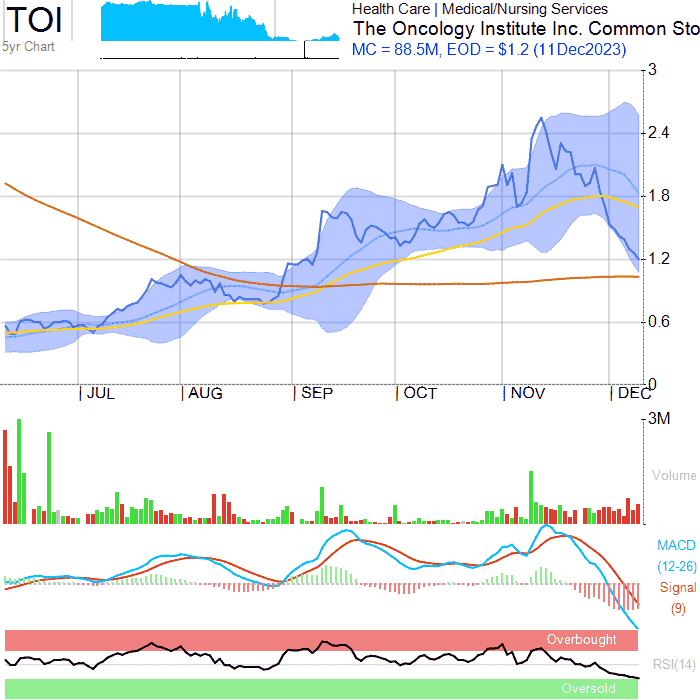 TOI
5yr Chart
Health Care | Medical/Nursing Services
The Oncology Institute Inc. Common Sto
MC = 88.5M, EOD = $1.2 (11Dec2023)
3
2.4
1.8
1.2
0.6
0
JUL AUG SEP OCT NOV DEC
3M
Volume
MACD
(12-26)
Signal
(9)
Overbought
RSI(14)
Oversold